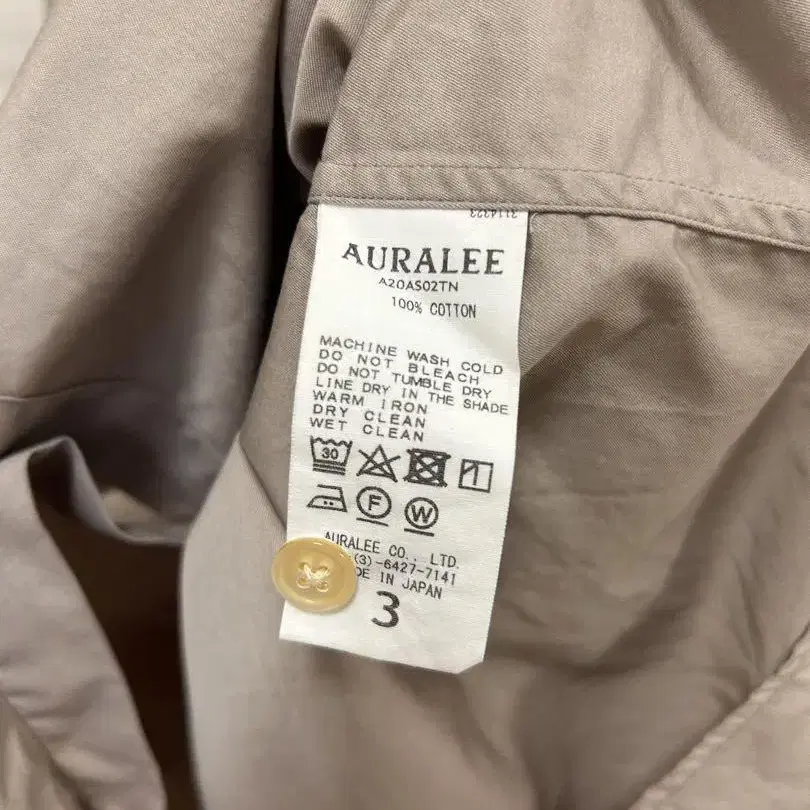 3114323
AURALEE
A20AS02TN
100% COTTON
MACHINE WASH COLD
DO NOT BLEACH
DO NOT TUMBLE DRY
LINE DRY IN THE SHADE
WARM IRON
DRY CLEAN
WET CLEAN
30
F W
AURALEE CO., LTD.
(3)-6427-7141
DE IN JAPAN
3